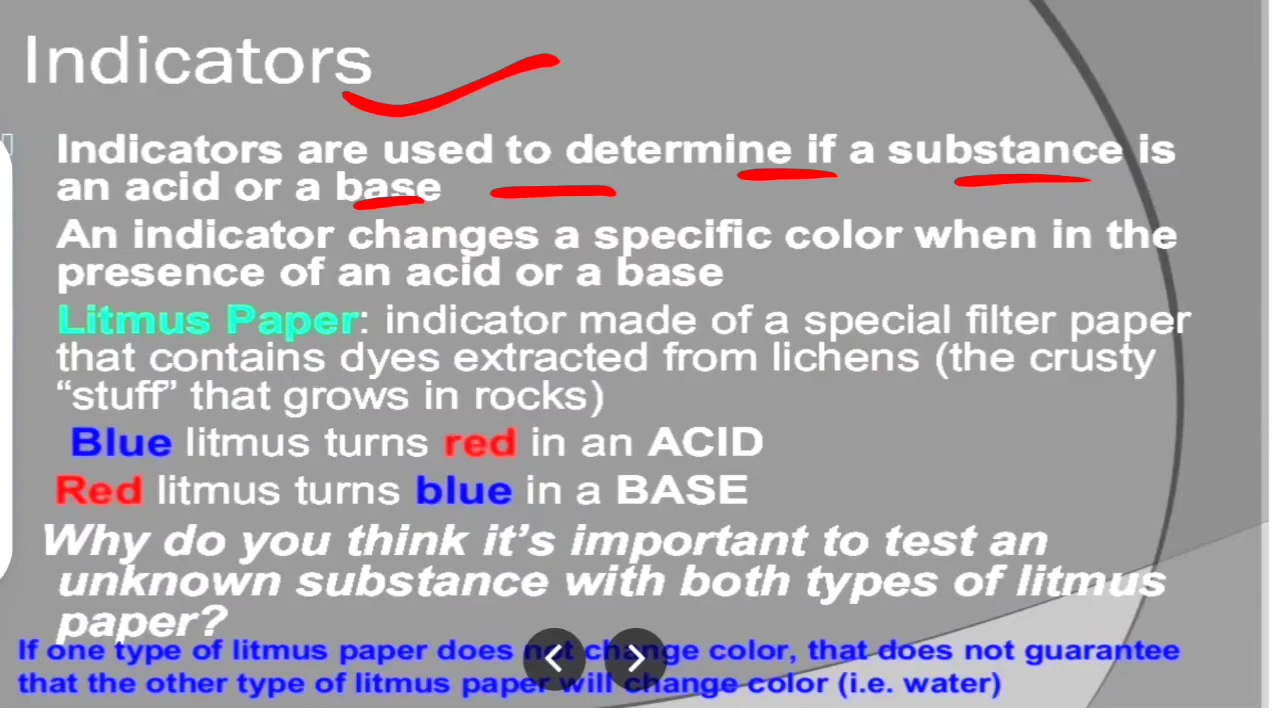 Indicators
Indicators are used to determine if a substance is
an acid or a base
An indicator changes a specific color when in the
presence of an acid or a base
Litmus Paper: indicator made of a special filter paper
that contains dyes extracted from lichens (the crusty
“stuff” that grows in rocks)
Blue litmus turns red in an ACID
Red litmus turns blue in a BASE
Why do you think it’s important to test an
unknown substance with both types of litmus
paper?
If one type of litmus paper does not change color, that does not guarantee
that the other type of litmus paper will change color (i.e. water)